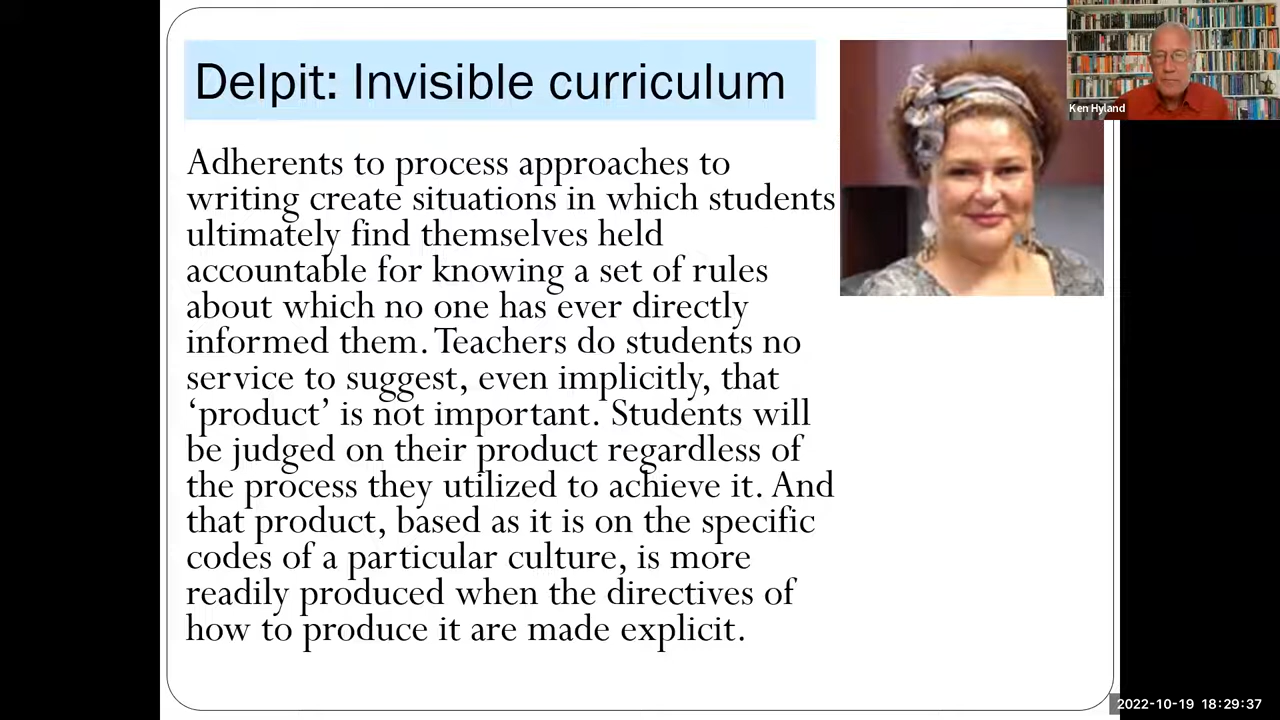 Delpit: Invisible curriculum
Ken Hyland
Adherents to process approaches to
writing create situations in which students
ultimately find themselves held
accountable for knowing a set of rules
about which no one has ever directly
informed them. Teachers do students no
service to suggest, even implicitly, that
‘product’ is not important. Students will
be judged on their product regardless of
the process they utilized to achieve it. And
that product, based as it is on the specific
codes of a particular culture, is more
readily produced when the directives of
how to produce it are made explicit.
2022-10-19 18:29:37